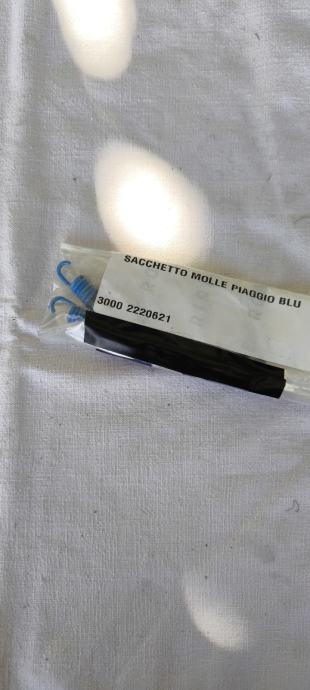 SACCHETTO MOLLE PIAGGIO BLU
3000 2220621